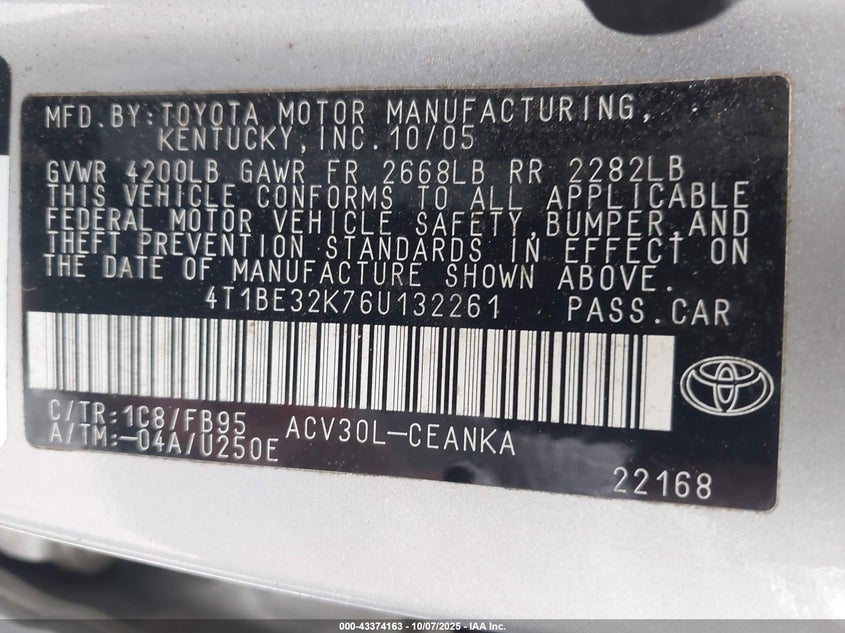 MFD.BY:TOYOTA MOTOR MANUFACTURING,
KENTUCKY, INC. 10/05
GVWR 4200LB GAWR FR 2668LB RR 2282LB
THIS VEHICLE CONFORMS TO ALL APPLICABLE
FEDERAL MOTOR VEHICLE SAFETY,BUMPER,AND
THEFT PREVENTION STANDARDS IN EFFECT ON
THE DATE OF MANUFACTURE SHOWN ABOVE.
4T1BE32K76U132261 PASS.CAR
C/TR:1C8/FB95 ACV30L-CEANKA
A/TM:-04A/U250E
22168
000-43374163 - 10/07/2025 - IAA Inc.